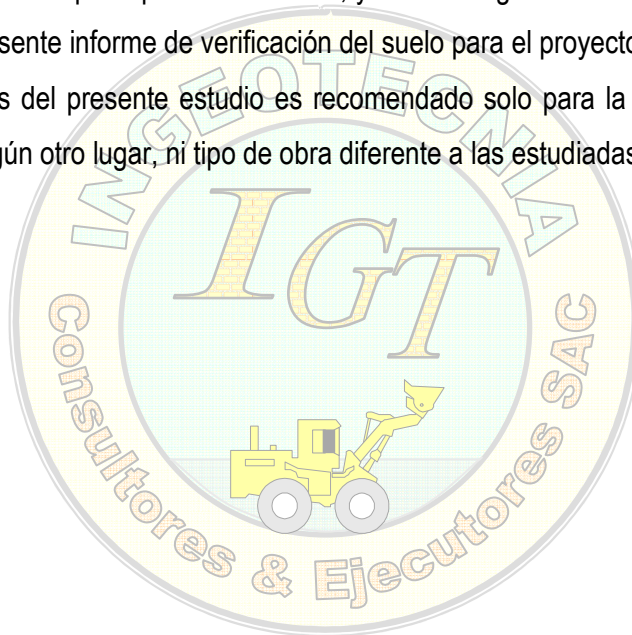 sente informe de verificación del suelo para el proyecto
s del presente estudio es recomendado solo para la
gún otro lugar, ni tipo de obra diferente a las estudiadas
INGEOTECNIA
IGT
Consultores & Ejecutores SAC